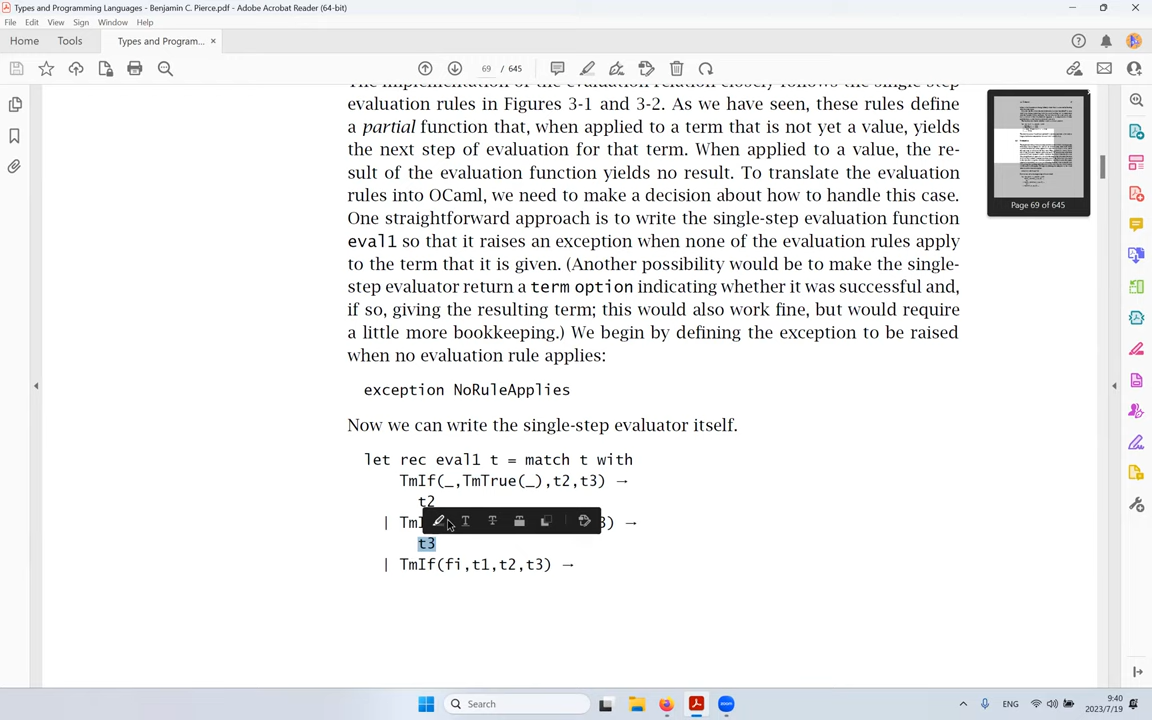 Types and Programming Languages - Benjamin C. Pierce.pdf - Adobe Acrobat Reader (64-bit)
File Edit View Sign Window Help
Home Tools Types and Program... ×
69 / 645
evaluation rules in Figures 3-1 and 3-2. As we have seen, these rules define
a partial function that, when applied to a term that is not yet a value, yields
the next step of evaluation for that term. When applied to a value, the re-
sult of the evaluation function yields no result. To translate the evaluation
rules into OCaml, we need to make a decision about how to handle this case.
One straightforward approach is to write the single-step evaluation function
eval1 so that it raises an exception when none of the evaluation rules apply
to the term that it is given. (Another possibility would be to make the single-
step evaluator return a term option indicating whether it was successful and,
if so, giving the resulting term; this would also work fine, but would require
a little more bookkeeping.) We begin by defining the exception to be raised
when no evaluation rule applies:
exception NoRuleApplies
Now we can write the single-step evaluator itself.
let rec eval1 t = match t with
TmIf(_,TmTrue(_),t2,t3) →
t2
| TmI 3) →
t3
| TmIf(fi,t1,t2,t3) →
Page 69 of 645
Search
ENG
9:40
2023/7/19